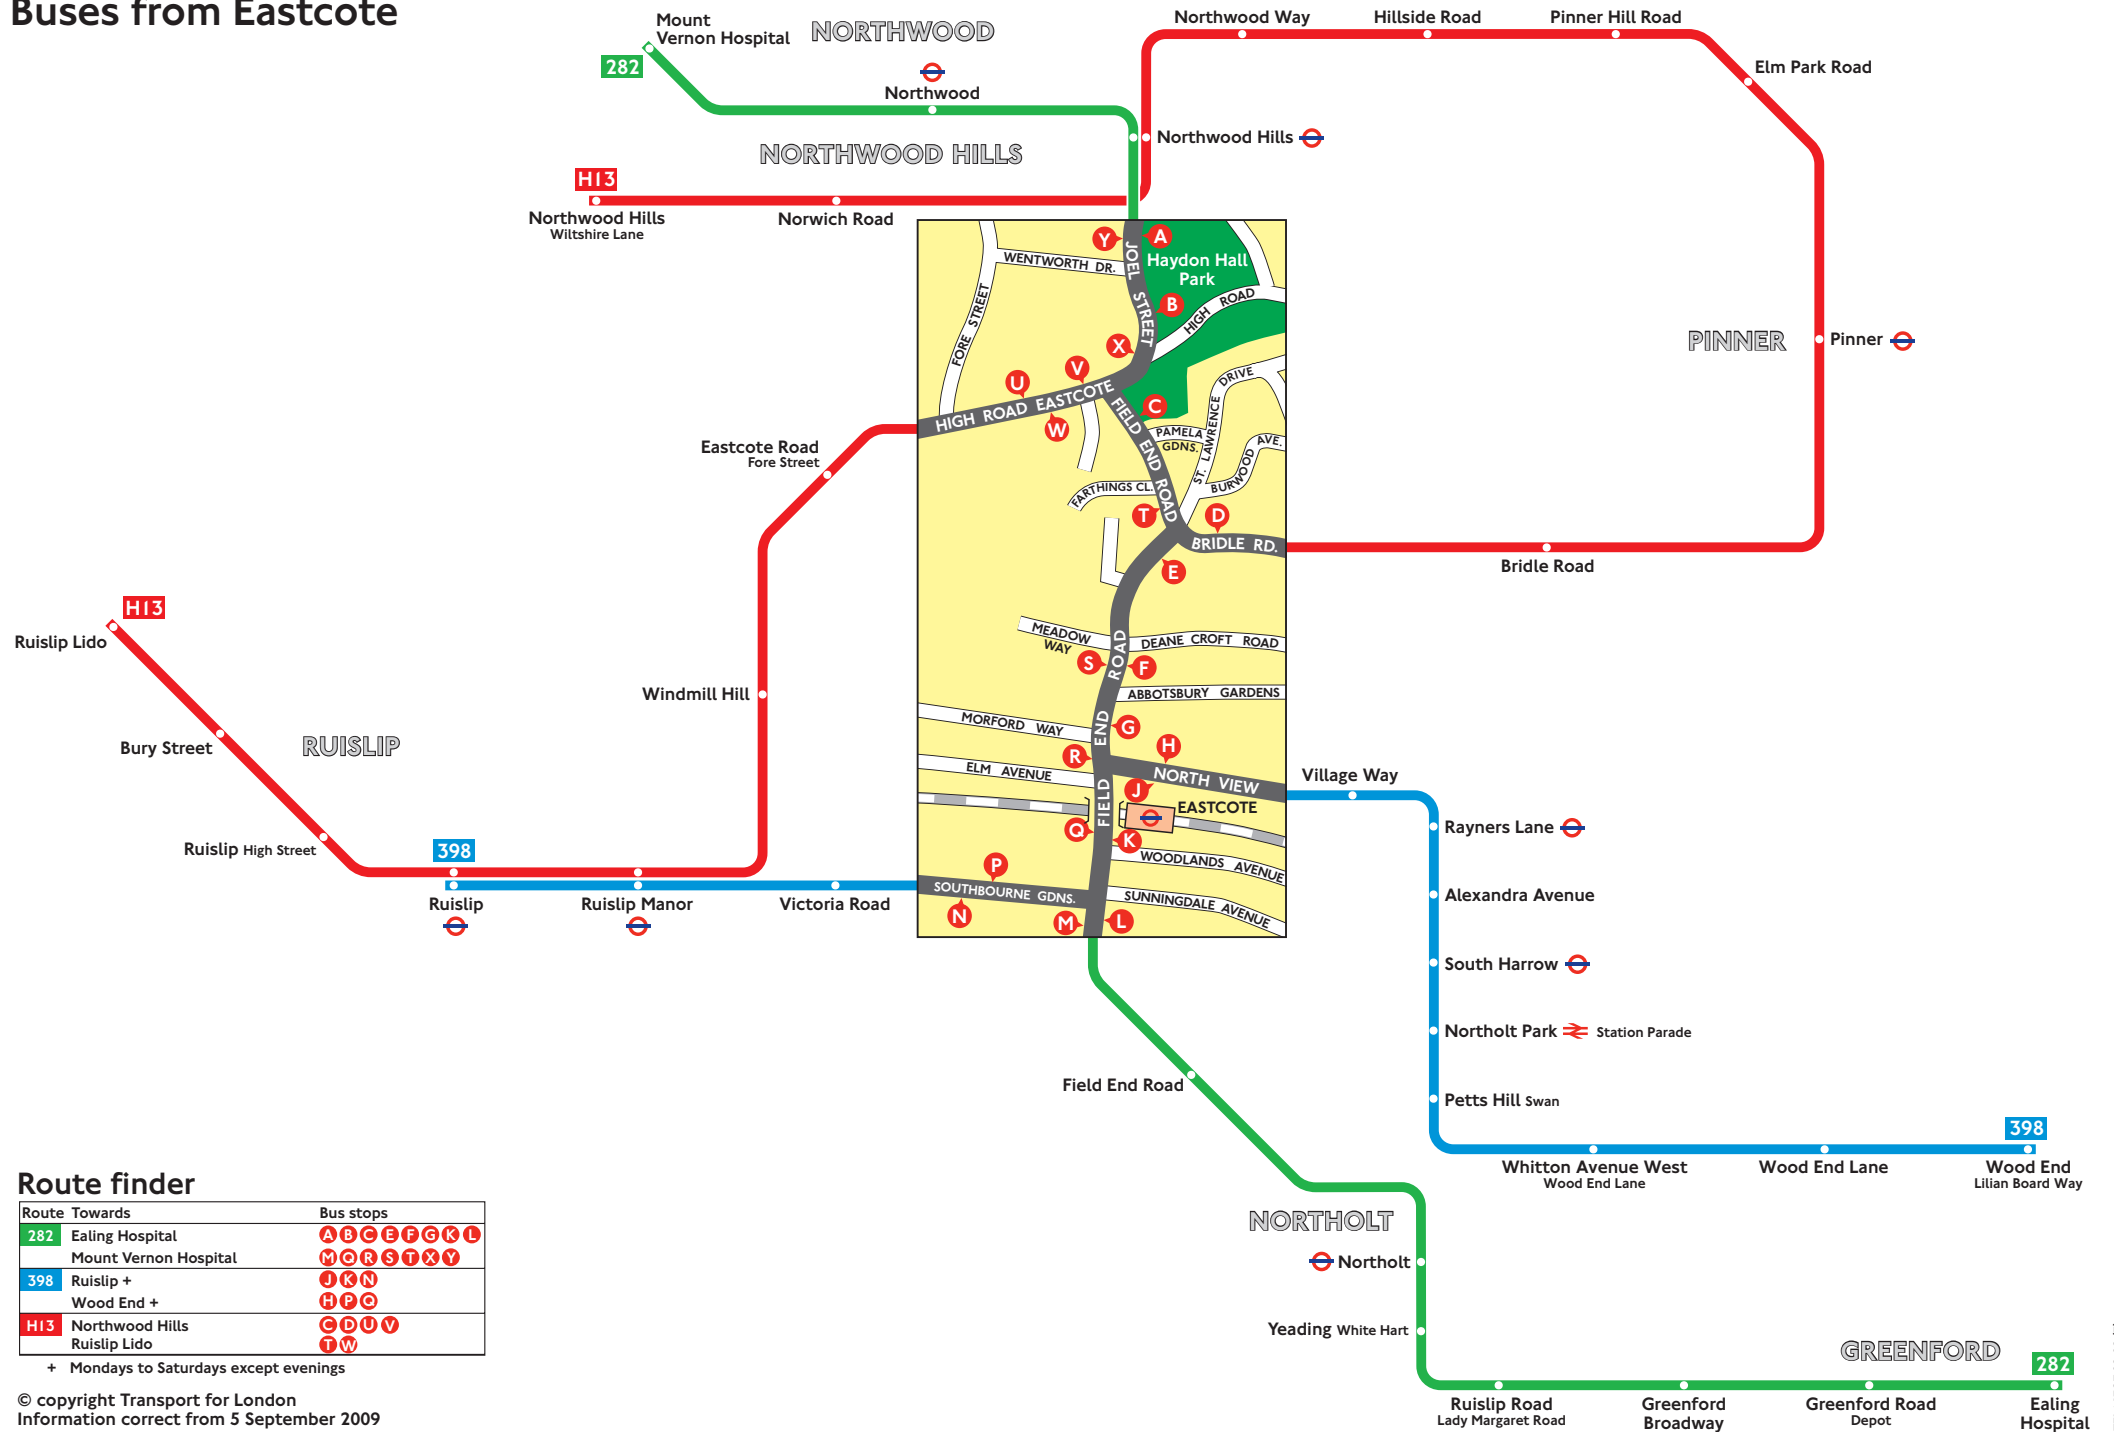 Buses from Eastcote
Mount
Vernon Hospital
NORTHWOOD
282
Northwood
NORTHWOOD HILLS
Northwood Way
Hillside Road
Pinner Hill Road
Elm Park Road
Northwood Hills
H13
Northwood Hills
Wiltshire Lane
Norwich Road
Y
A
JOEL STREET
Haydon Hall
Park
WENTWORTH DR.
FORE STREET
B
HIGH ROAD
X
V
U
W
HIGH ROAD EASTCOTE
C
FIELD END ROAD
PAMELA
GDNS.
ST. LAWRENCE DRIVE
BURWOOD AVE.
FARTHINGS CL.
T
D
BRIDLE RD.
E
PINNER
Pinner
Bridle Road
Eastcote Road
Fore Street
H13
Ruislip Lido
Windmill Hill
Bury Street
RUISLIP
Ruislip High Street
398
Ruislip
Ruislip Manor
Victoria Road
MEADOW
WAY
DEANE CROFT ROAD
S
F
ABBOTSBURY GARDENS
FIELD END ROAD
MORFORD WAY
G
R
H
ELM AVENUE
NORTH VIEW
J
EASTCOTE
Q
K
WOODLANDS AVENUE
P
SOUTHBOURNE GDNS.
SUNNINGDALE AVENUE
N
M
L
Village Way
Rayners Lane
Alexandra Avenue
South Harrow
Northolt Park Station Parade
Petts Hill Swan
398
Whitton Avenue West
Wood End Lane
Wood End Lane
Wood End
Lilian Board Way
Field End Road
NORTHOLT
Northolt
Yeading White Hart
GREENFORD
282
Ruislip Road
Lady Margaret Road
Greenford
Broadway
Greenford Road
Depot
Ealing
Hospital
Route finder
Route Towards Bus stops
282 Ealing Hospital A B C E F G K L
Mount Vernon Hospital M Q R S T X Y
398 Ruislip + J K N
Wood End + H P Q
H13 Northwood Hills C D U V
Ruislip Lido T W
+ Mondays to Saturdays except evenings
© copyright Transport for London
Information correct from 5 September 2009